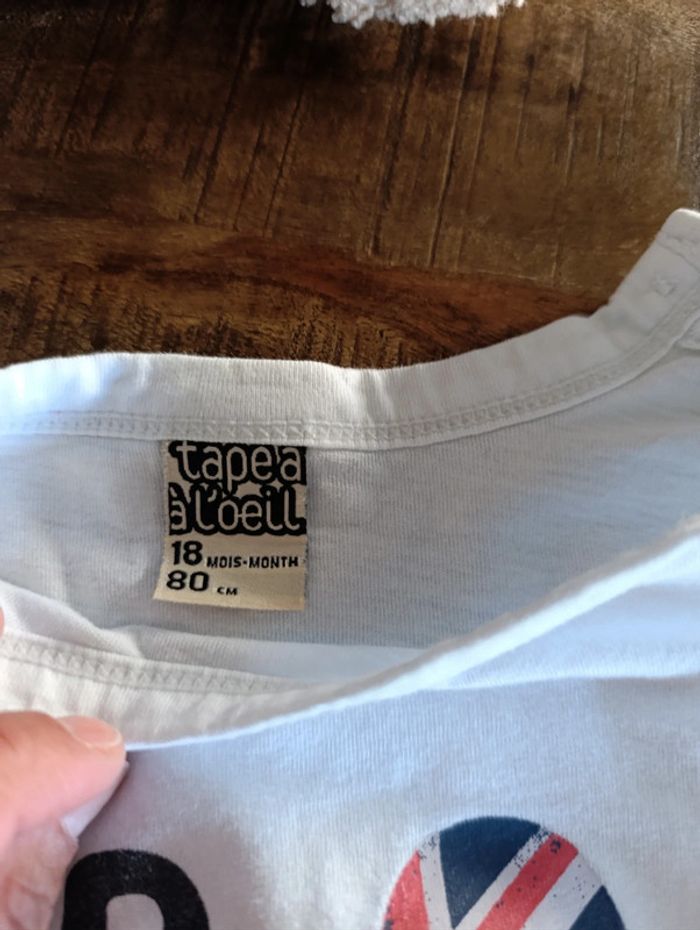 tape à
à l'oeil
18 MOIS-MONTH
80 CM